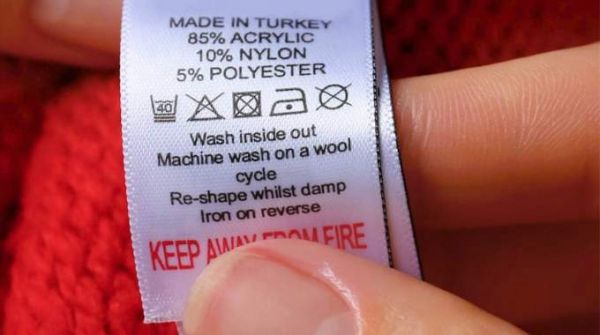 MADE IN TURKEY
85% ACRYLIC
10% NYLON
5% POLYESTER
40
Wash inside out
Machine wash on a wool
cycle
Re-shape whilst damp
Iron on reverse
KEEP AWAY FROM FIRE